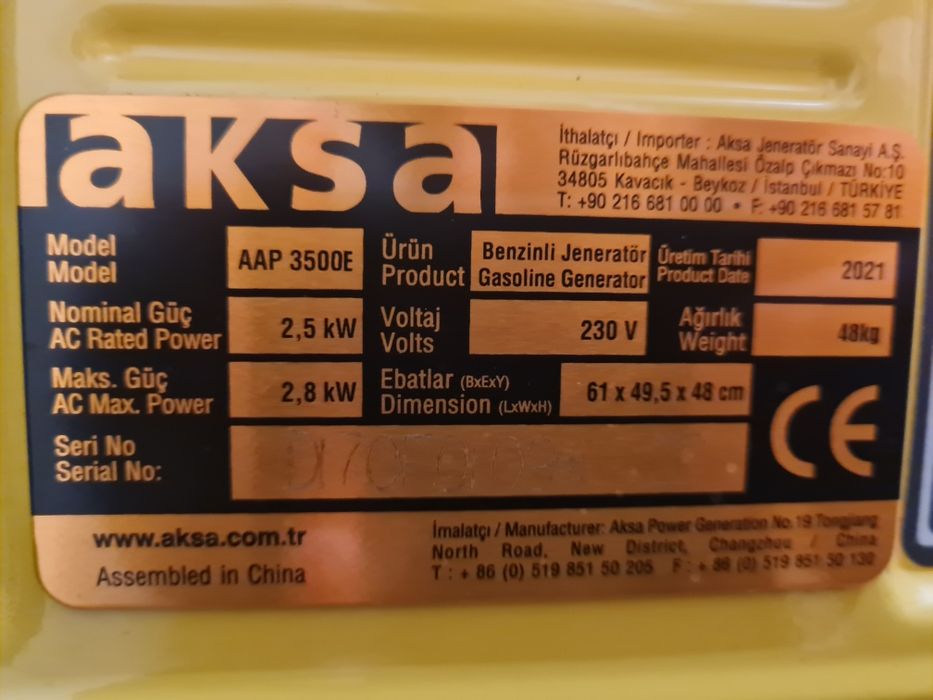 aksa
İthalatçı / Importer : Aksa Jeneratör Sanayi A.Ş.
Rüzgarlıbahçe Mahallesi Özalp Çıkmazı No:10
34805 Kavacık - Beykoz / İstanbul / TÜRKİYE
T: +90 216 681 00 00 • F: +90 216 681 57 81
Model
Model
AAP 3500E
Ürün
Product
Benzinli Jeneratör
Gasoline Generator
Üretim Tarihi
Product Date
2021
Nominal Güç
AC Rated Power
2,5 kW
Voltaj
Volts
230 V
Ağırlık
Weight
48kg
Maks. Güç
AC Max. Power
2,8 kW
Ebatlar (BxExY)
Dimension (LxWxH)
61 x 49,5 x 48 cm
CE
Seri No
Serial No:
www.aksa.com.tr
Assembled in China
İmalatçı / Manufacturer: Aksa Power Generation No.19 Tongjiang
North Road, New District, Changzhou / China
T : + 86 (0) 519 851 50 205 F : + 86 (0) 519 851 50 130